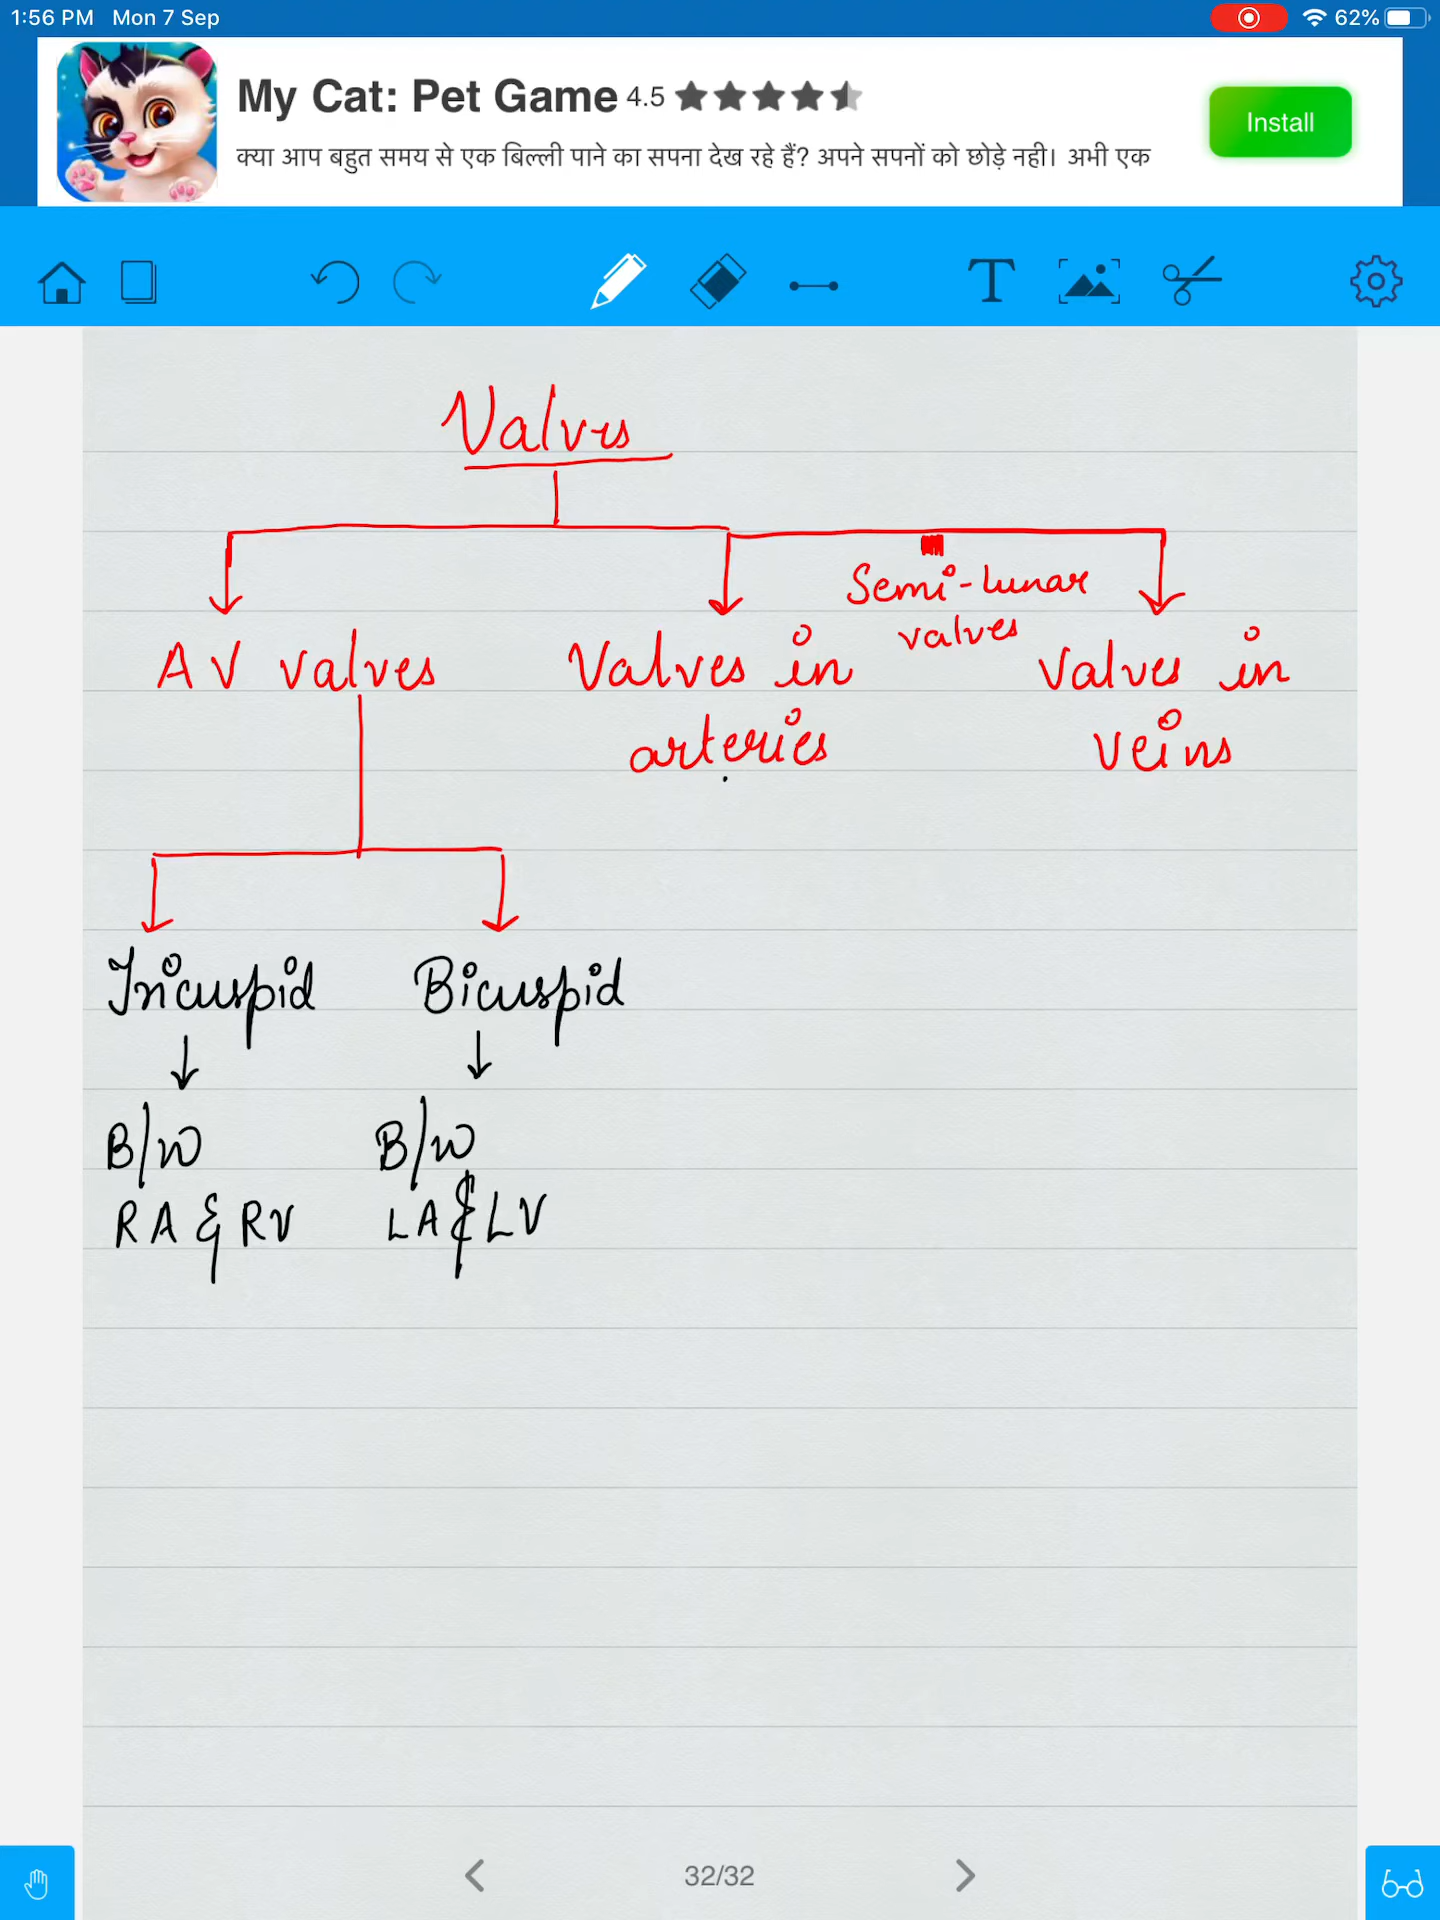 1:56 PM Mon 7 Sep 62%
My Cat: Pet Game 4.5
Install
क्या आप बहुत समय से एक बिल्ली पाने का सपना देख रहे हैं? अपने सपनों को छोड़े नही। अभी एक
T
Valves
Semi-lunar
valves
AV valves
Valves in
arteries
Valves in
veins
Tricuspid Bicuspid
B/w B/w
RA & RV LA & LV
32/32